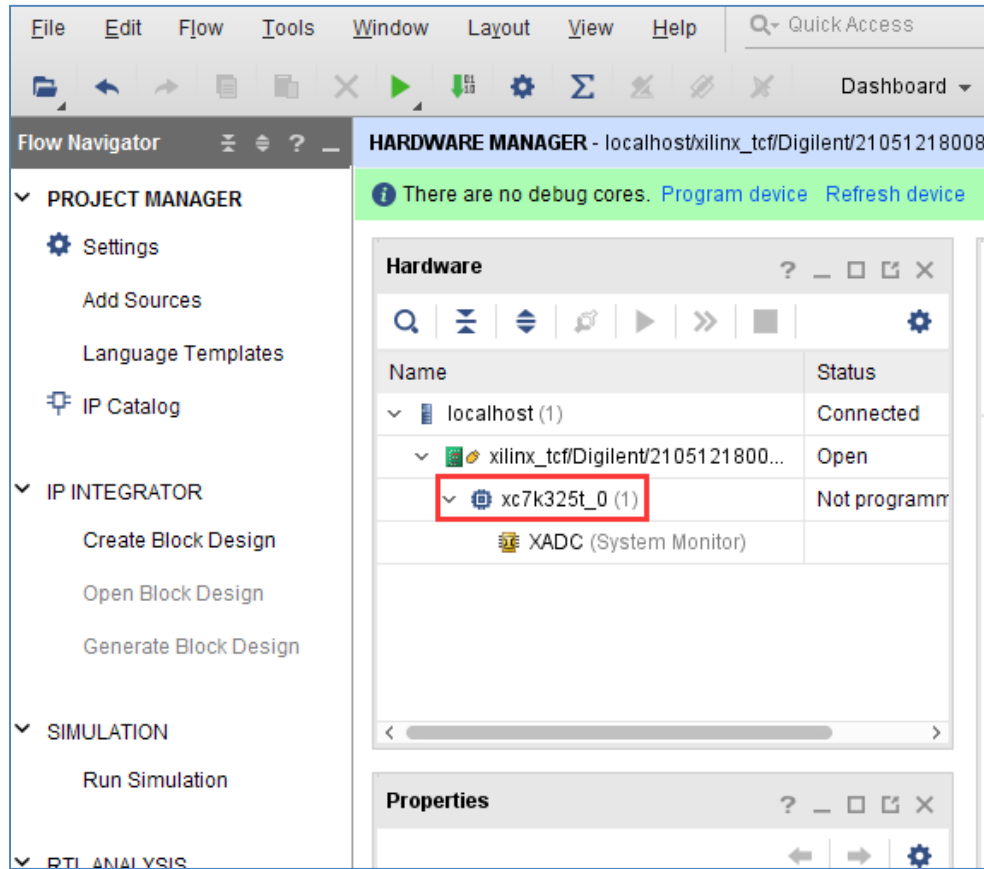 File Edit Flow Tools Window Layout View Help Quick Access
Dashboard
Flow Navigator ? _
HARDWARE MANAGER - localhost/xilinx_tcf/Digilent/21051218008
There are no debug cores. Program device Refresh device
PROJECT MANAGER
Settings
Add Sources
Language Templates
IP Catalog
IP INTEGRATOR
Create Block Design
Open Block Design
Generate Block Design
SIMULATION
Run Simulation
RTL ANALYSIS
Hardware ?
Name Status
localhost (1) Connected
xilinx_tcf/Digilent/2105121800... Open
xc7k325t_0 (1) Not programm
XADC (System Monitor)
Properties ?